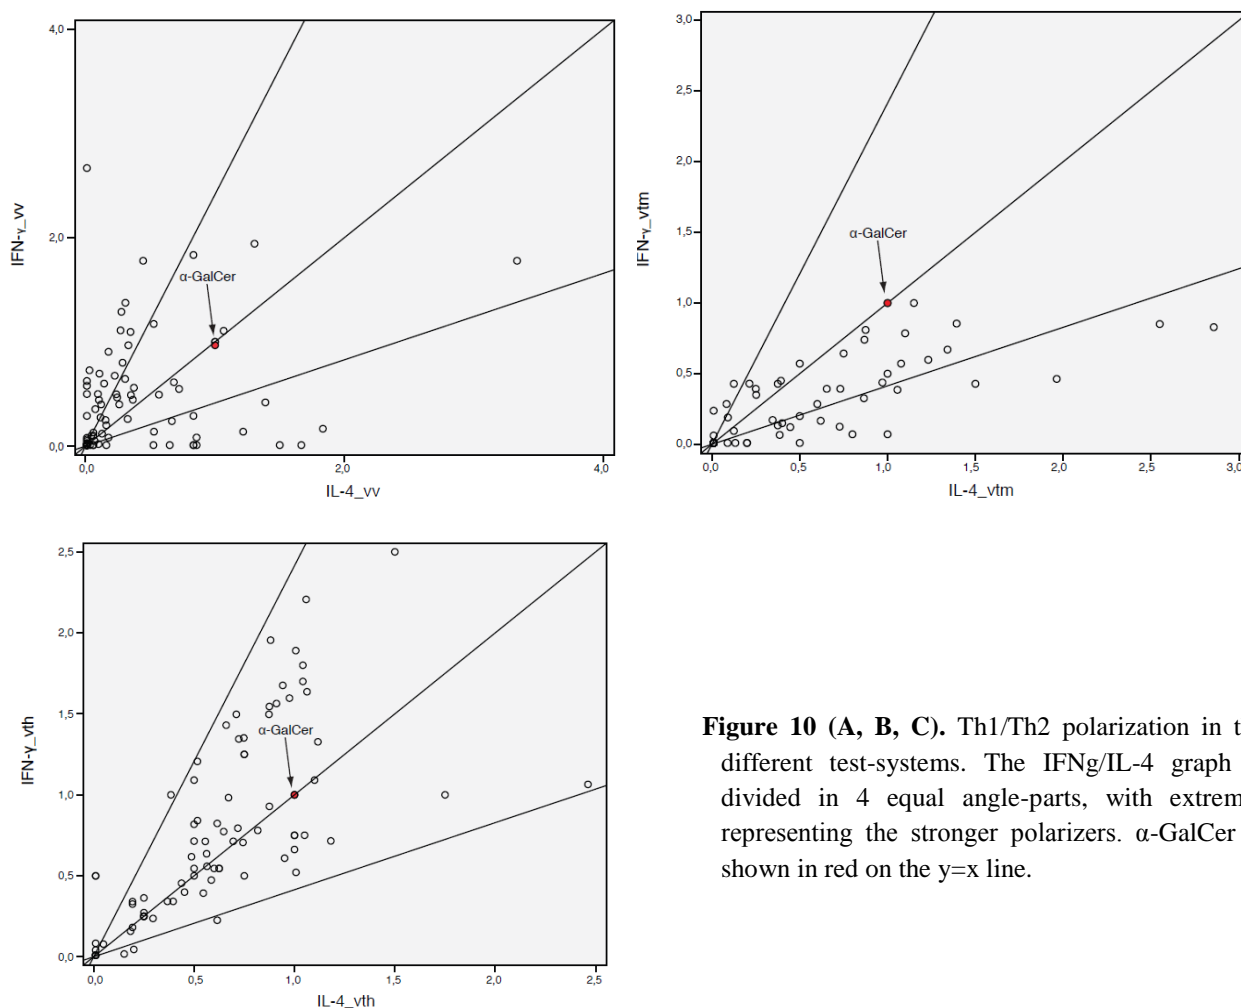 4,0
2,0
0,0
IFN-γ_vv
α-GalCer
0,0 2,0 4,0
IL-4_vv
3,0
2,5
2,0
1,5
1,0
0,5
0,0
IFN-γ_vtm
α-GalCer
0,0 0,5 1,0 1,5 2,0 2,5 3,0
IL-4_vtm
2,5
2,0
1,5
1,0
0,5
0,0
IFN-γ_vth
α-GalCer
0,0 0,5 1,0 1,5 2,0 2,5
IL-4_vth
Figure 10 (A, B, C). Th1/Th2 polarization in t
different test-systems. The IFNg/IL-4 graph
divided in 4 equal angle-parts, with extrem
representing the stronger polarizers. α-GalCer
shown in red on the y=x line.